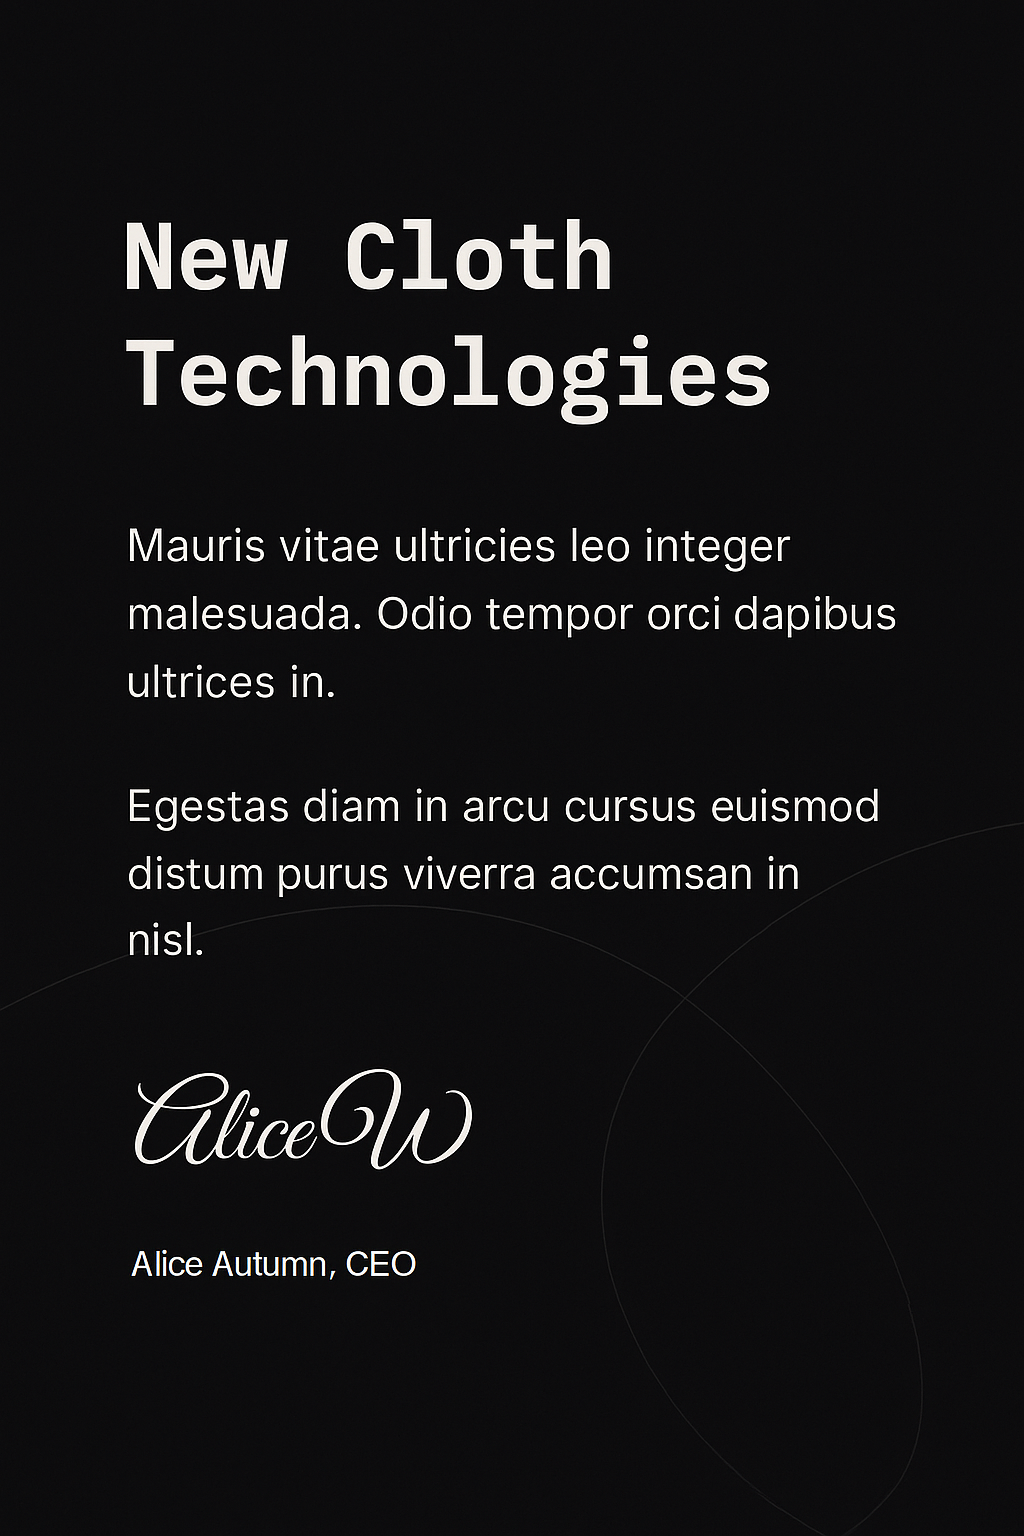 New Cloth
Technologies
Mauris vitae ultricies leo integer
malesuada. Odio tempor orci dapibus
ultrices in.
Egestas diam in arcu cursus euismod
distum purus viverra accumsan in
nisl.
Alice W
Alice Autumn, CEO